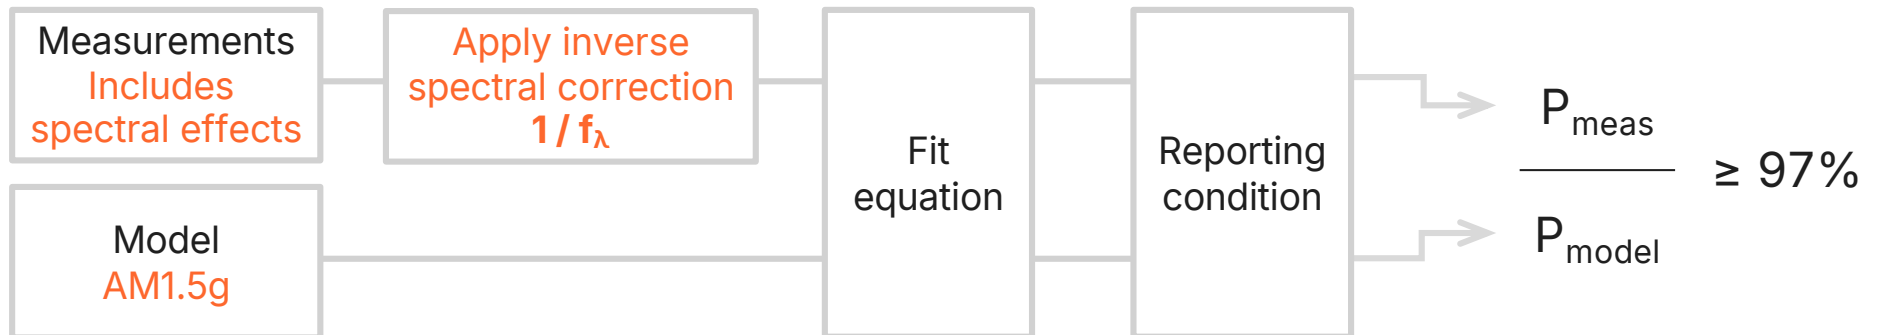 Measurements
Includes
spectral effects
Apply inverse
spectral correction
1 / fλ
Model
AM1.5g
Fit
equation
Reporting
condition
Pmeas
Pmodel
≥ 97%